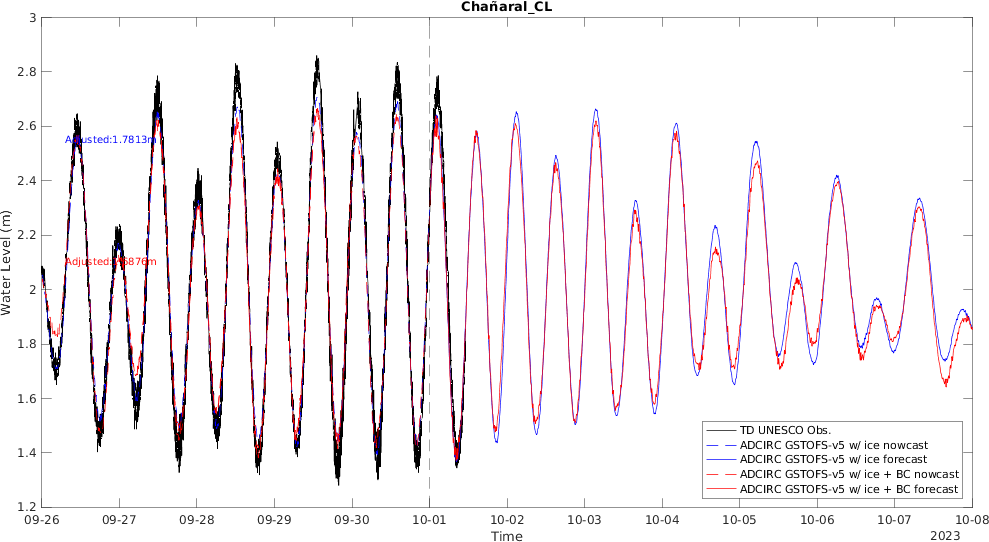 Chañaral_CL
3
2.8
2.6
2.4
2.2
2
1.8
1.6
1.4
1.2
Water Level (m)
Adjusted:1.7813m
TD UNESCO Obs.
ADCIRC GSTOFS-v5 w/ ice nowcast
ADCIRC GSTOFS-v5 w/ ice forecast
ADCIRC GSTOFS-v5 w/ ice + BC nowcast
ADCIRC GSTOFS-v5 w/ ice + BC forecast
09-26 09-27 09-28 09-29 09-30 10-01 10-02 10-03 10-04 10-05 10-06 10-07 10-08
Time
2023